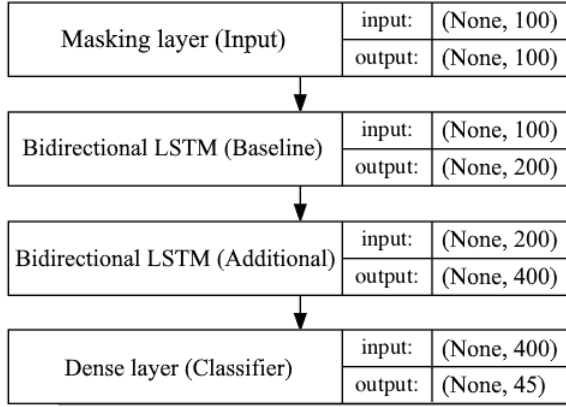 Masking layer (Input)
input: (None, 100)
output: (None, 100)
Bidirectional LSTM (Baseline)
input: (None, 100)
output: (None, 200)
Bidirectional LSTM (Additional)
input: (None, 200)
output: (None, 400)
Dense layer (Classifier)
input: (None, 400)
output: (None, 45)